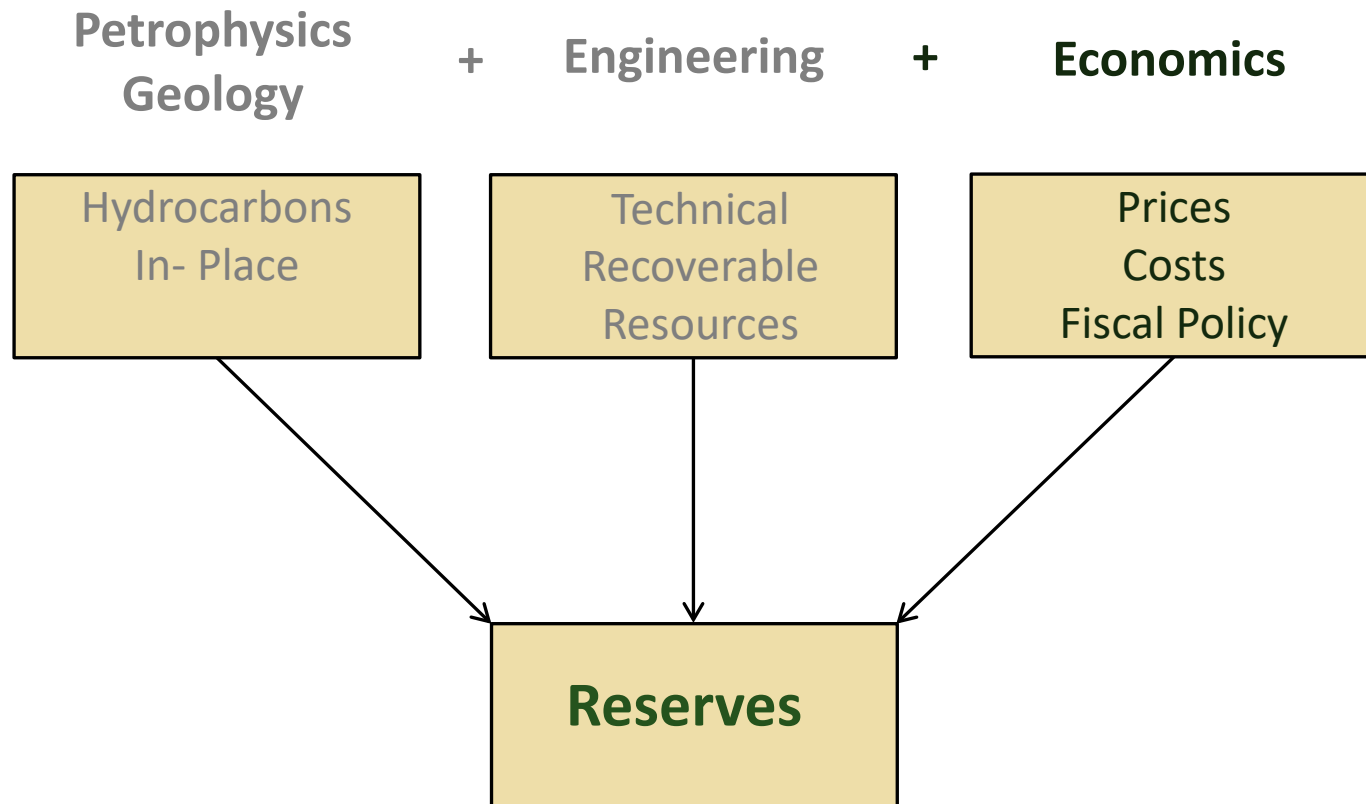 Petrophysics
Geology
+
Engineering
+
Economics
Hydrocarbons
In- Place
Technical
Recoverable
Resources
Prices
Costs
Fiscal Policy
Reserves